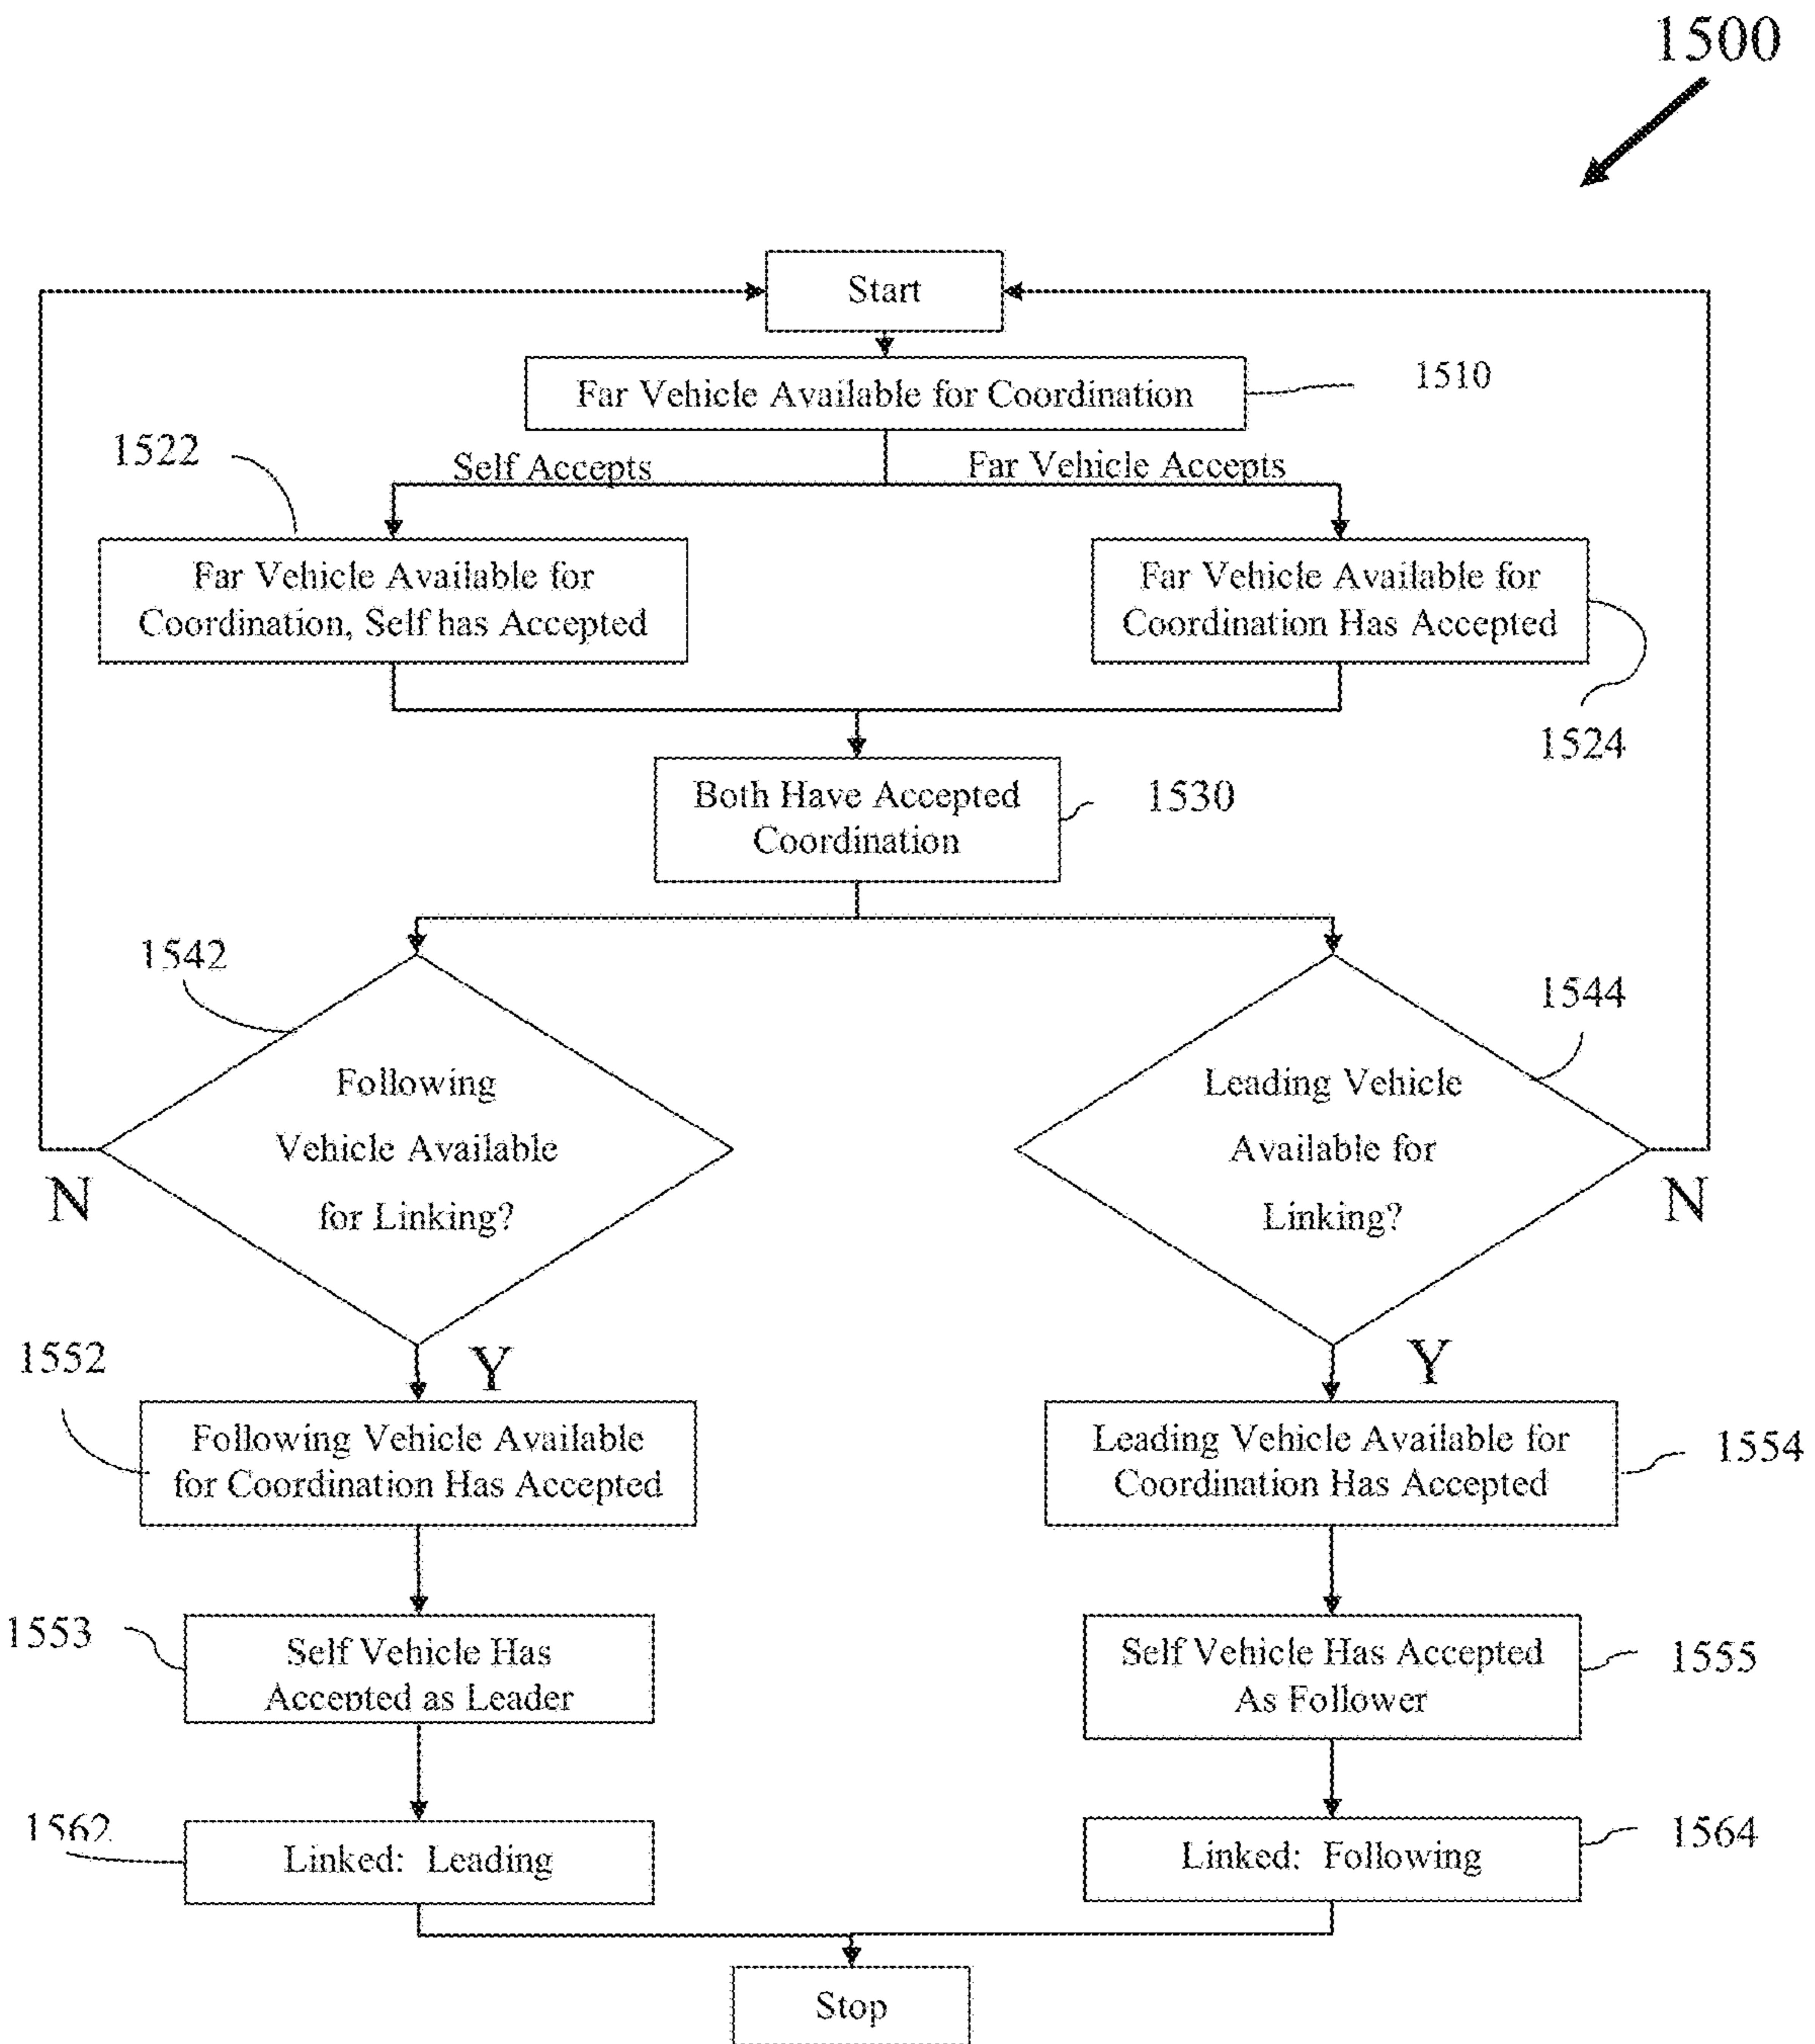 1500
Start
Far Vehicle Available for Coordination
1510
1522
Self Accepts
Far Vehicle Accepts
Far Vehicle Available for
Coordination, Self has Accepted
Far Vehicle Available for
Coordination Has Accepted
1524
Both Have Accepted
Coordination
1530
1542
1544
Following
Vehicle Available
for Linking?
Leading Vehicle
Available for
Linking?
N
N
Y
Y
1552
Following Vehicle Available
for Coordination Has Accepted
Leading Vehicle Available for
Coordination Has Accepted
1554
1553
Self Vehicle Has
Accepted as Leader
Self Vehicle Has Accepted
As Follower
1555
1562
Linked: Leading
Linked: Following
1564
Stop